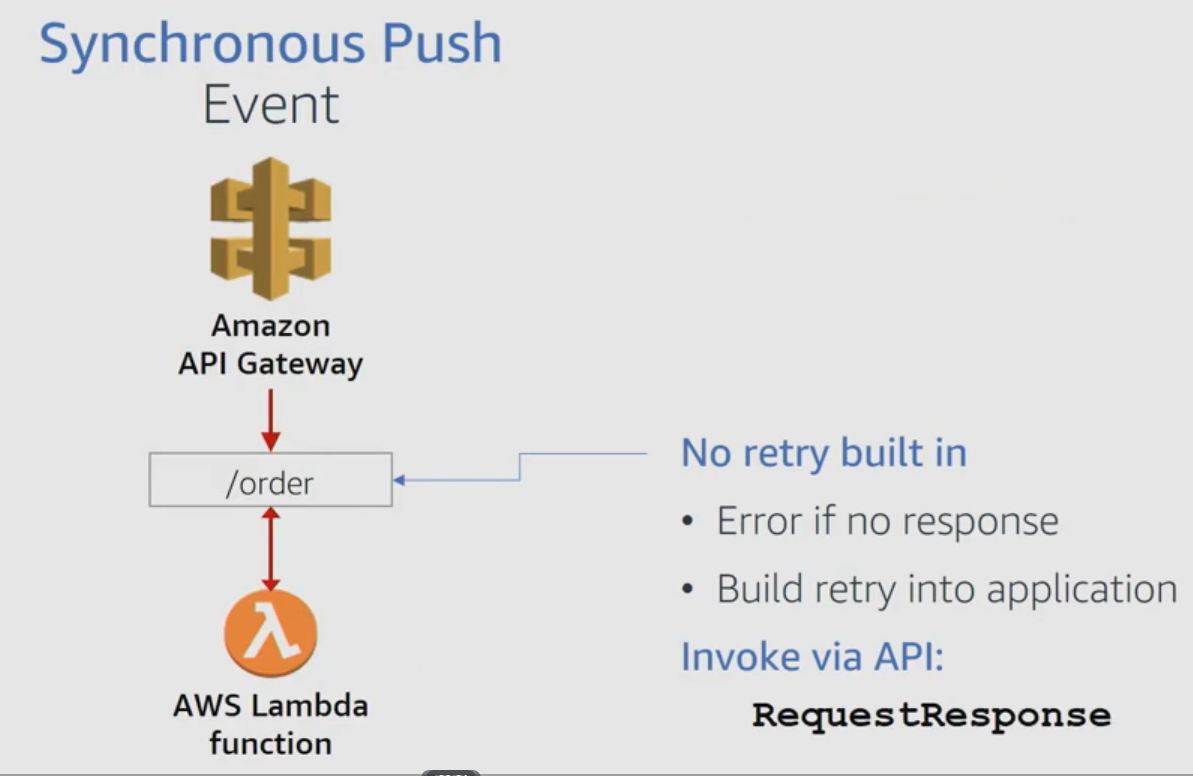 Synchronous Push
Event
Amazon
API Gateway
/order
AWS Lambda
function
No retry built in
• Error if no response
• Build retry into application
Invoke via API:
RequestResponse